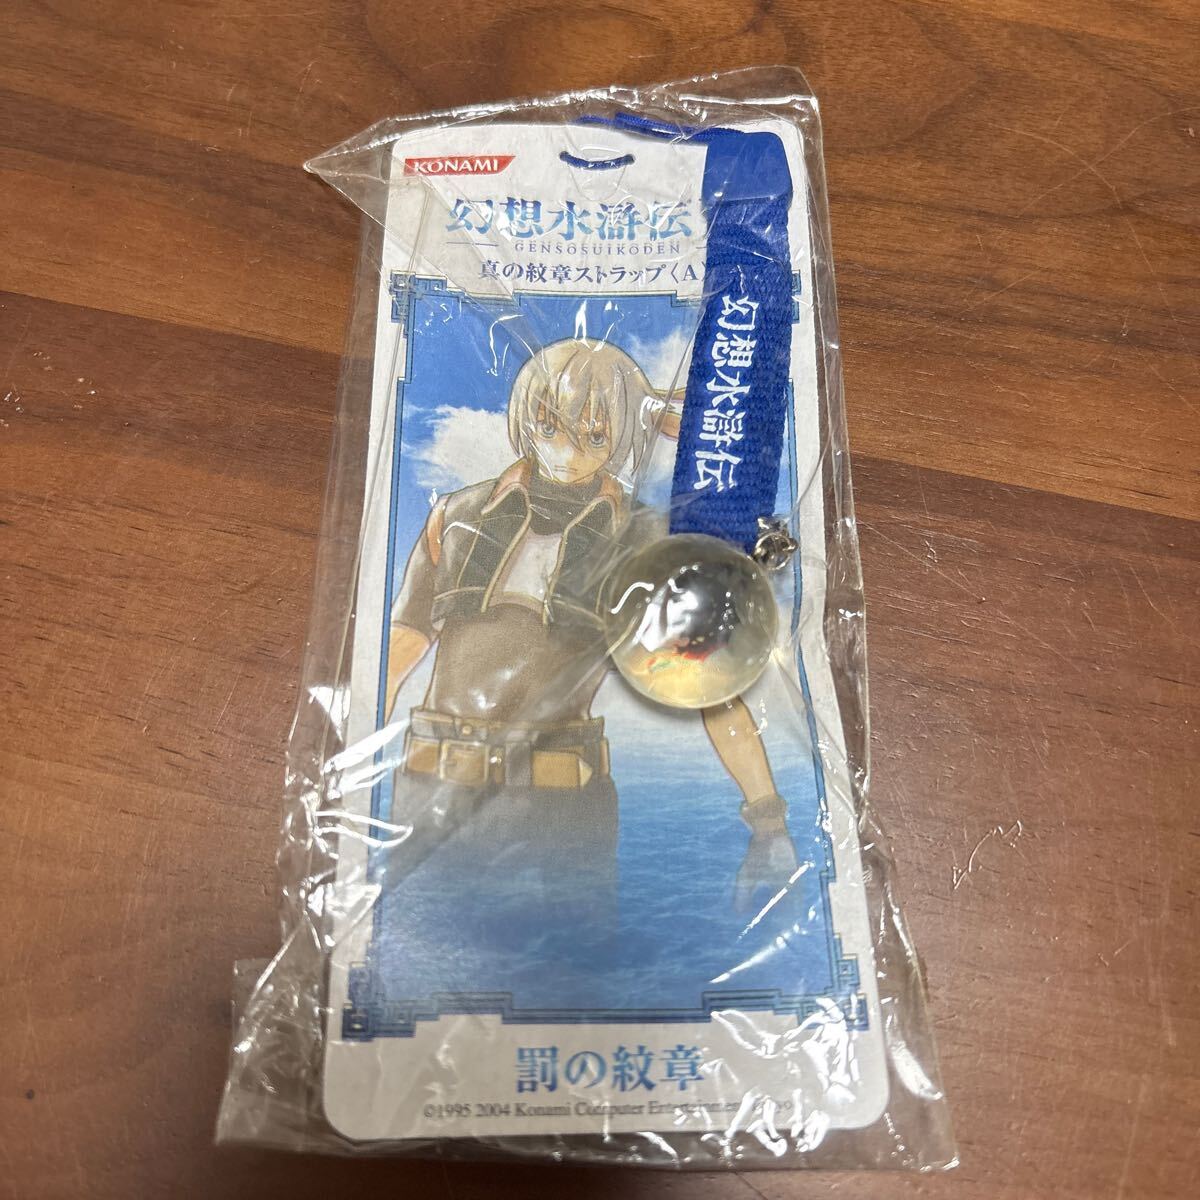 KONAMI
幻想水滸伝
GENSOSUIKODEN
真の紋章ストラップ〈A〉
幻想水滸伝
罰の紋章
©1995 2004 Konami Computer Entertainment